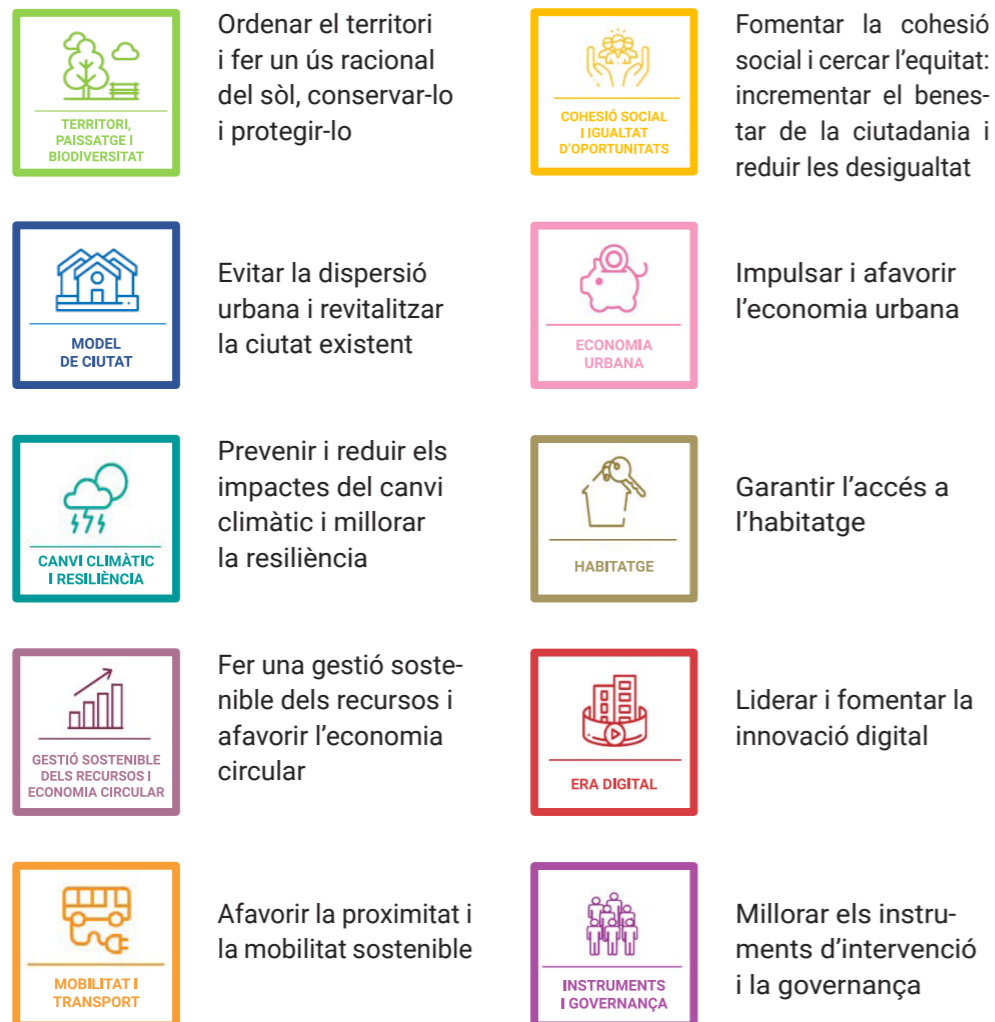 TERRITORI,
PAISSATGE I
BIODIVERSITAT
Ordenar el territori
i fer un ús racional
del sòl, conservar-lo
i protegir-lo
MODEL
DE CIUTAT
Evitar la dispersió
urbana i revitalitzar
la ciutat existent
CANVI CLIMÀTIC
I RESILIÈNCIA
Prevenir i reduir els
impactes del canvi
climàtic i millorar
la resiliència
GESTIÓ SOSTENIBLE
DELS RECURSOS I
ECONOMIA CIRCULAR
Fer una gestió soste-
nible dels recursos i
afavorir l’economia
circular
MOBILITAT I
TRANSPORT
Afavorir la proximitat i
la mobilitat sostenible
COHESIÓ SOCIAL
I IGUALTAT
D’OPORTUNITATS
Fomentar la cohesió
social i cercar l’equitat:
incrementar el benes-
tar de la ciutadania i
reduir les desigualtat
ECONOMIA
URBANA
Impulsar i afavorir
l’economia urbana
HABITATGE
Garantir l’accés a
l’habitatge
ERA DIGITAL
Liderar i fomentar la
innovació digital
INSTRUMENTS
I GOVERNANÇA
Millorar els instru-
ments d’intervenció
i la governança